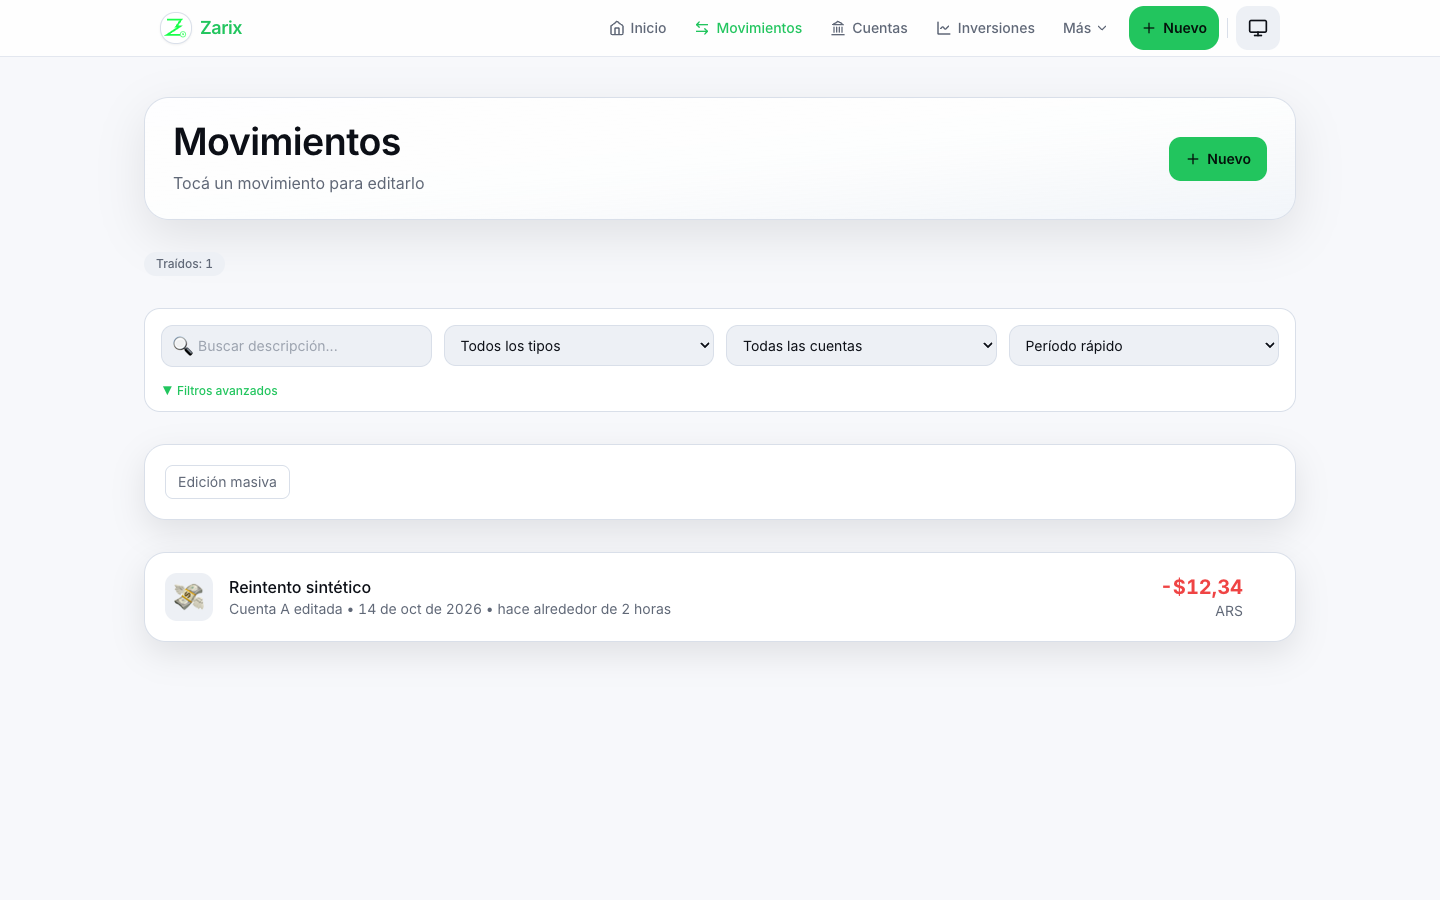 Zarix
Inicio
Movimientos
Cuentas
Inversiones
Más
+ Nuevo
Movimientos
Tocá un movimiento para editarlo
+ Nuevo
Traídos: 1
Buscar descripción...
Todos los tipos
Todas las cuentas
Período rápido
▼ Filtros avanzados
Edición masiva
Reintento sintético
Cuenta A editada • 14 de oct de 2026 • hace alrededor de 2 horas
-$12,34
ARS